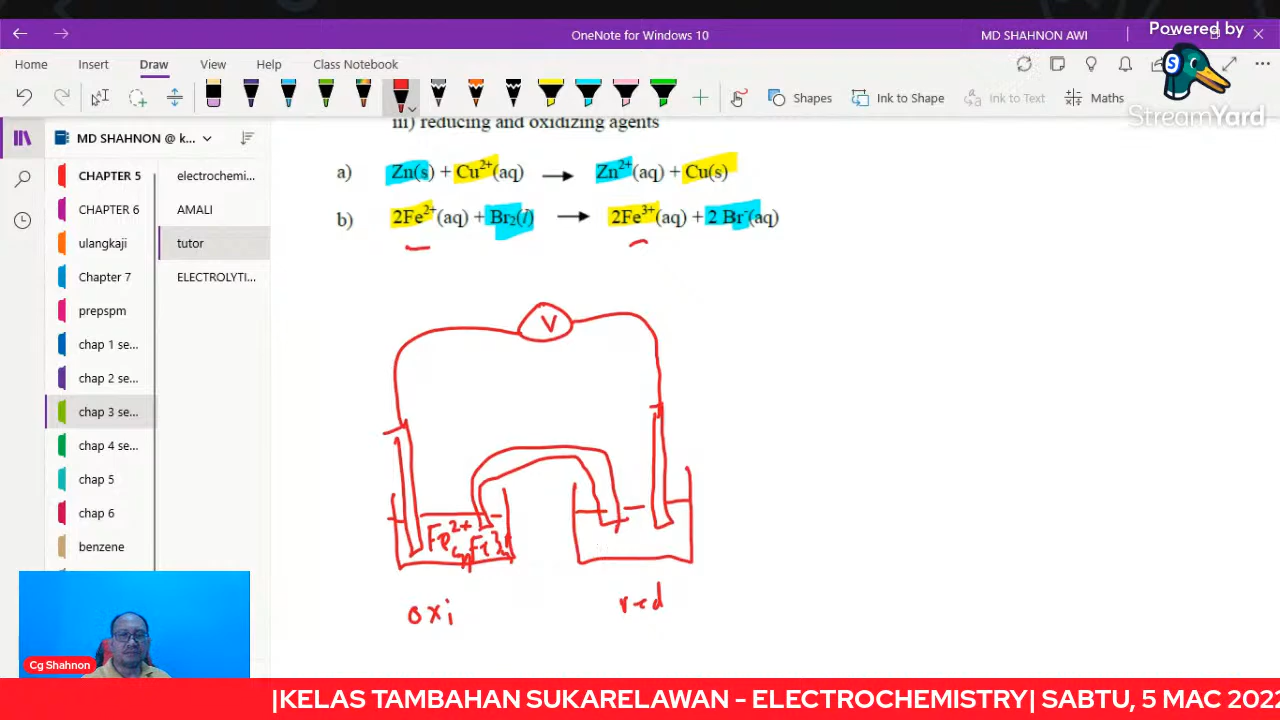 OneNote for Windows 10
MD SHAHNON AWI
Powered by
StreamYard
Home Insert Draw View Help Class Notebook
Shapes Ink to Shape Ink to Text Maths
MD SHAHNON @ k...
CHAPTER 5
CHAPTER 6
ulangkaji
Chapter 7
prepspm
chap 1 se...
chap 2 se...
chap 3 se...
chap 4 se...
chap 5
chap 6
benzene
electrochemi...
AMALI
tutor
ELECTROLYTI...
iii) reducing and oxidizing agents
a) Zn(s) + Cu²⁺(aq) → Zn²⁺(aq) + Cu(s)
b) 2Fe²⁺(aq) + Br₂(l) → 2Fe³⁺(aq) + 2 Br⁻(aq)
V
Fe²⁺
oxi
red
Cg Shahnon
|KELAS TAMBAHAN SUKARELAWAN - ELECTROCHEMISTRY| SABTU, 5 MAC 2022